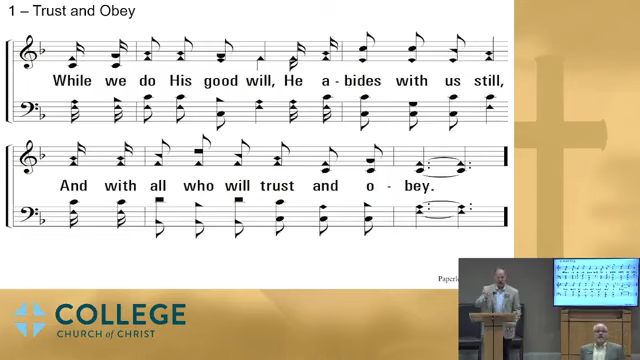 1 – Trust and Obey
While we do His good will, He a - bides with us still,
And with all who will trust and o - bey.
COLLEGE
CHURCH of CHRIST